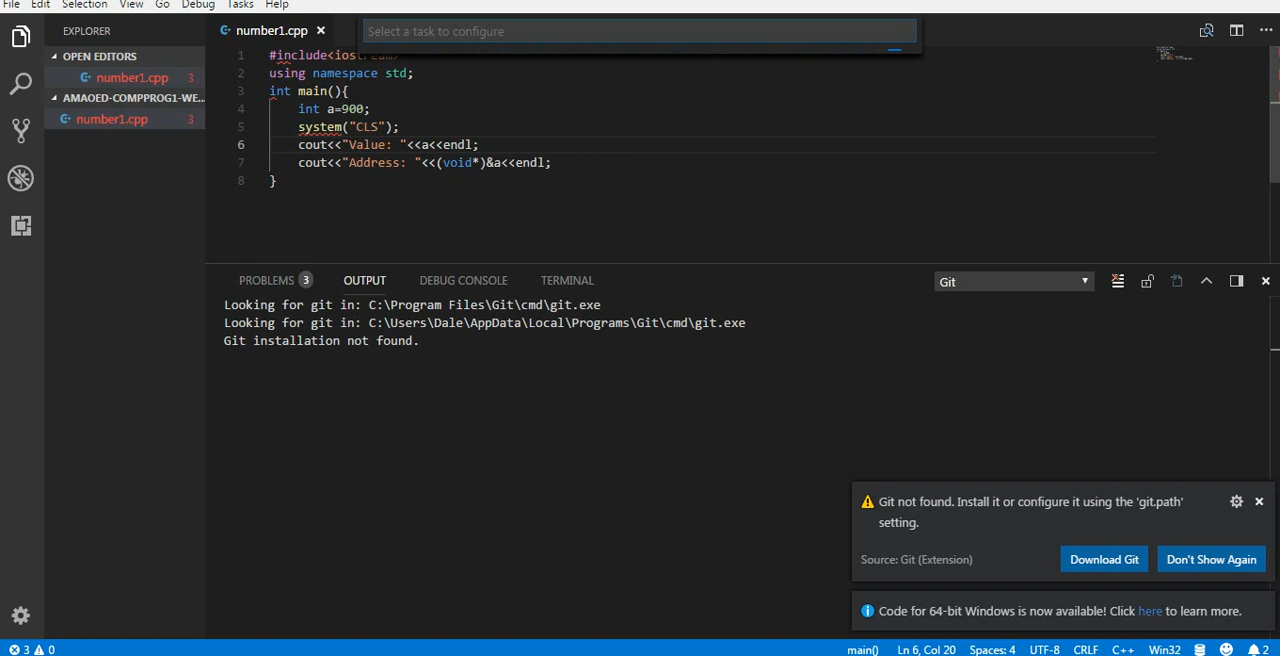 File Edit Selection View Go Debug Tasks Help
EXPLORER
number1.cpp
Select a task to configure
OPEN EDITORS
number1.cpp 3
AMAOED-COMPPROG1-WE...
number1.cpp 3
1 #include<iostream>
2 using namespace std;
3 int main(){
4 int a=900;
5 system("CLS");
6 cout<<"Value: "<<a<<endl;
7 cout<<"Address: "<<(void*)&a<<endl;
8 }
PROBLEMS 3 OUTPUT DEBUG CONSOLE TERMINAL
Git
Looking for git in: C:\Program Files\Git\cmd\git.exe
Looking for git in: C:\Users\Dale\AppData\Local\Programs\Git\cmd\git.exe
Git installation not found.
Git not found. Install it or configure it using the 'git.path'
setting.
Source: Git (Extension)
Download Git
Don't Show Again
Code for 64-bit Windows is now available! Click here to learn more.
3 0
main() Ln 6, Col 20 Spaces: 4 UTF-8 CRLF C++ Win32 2